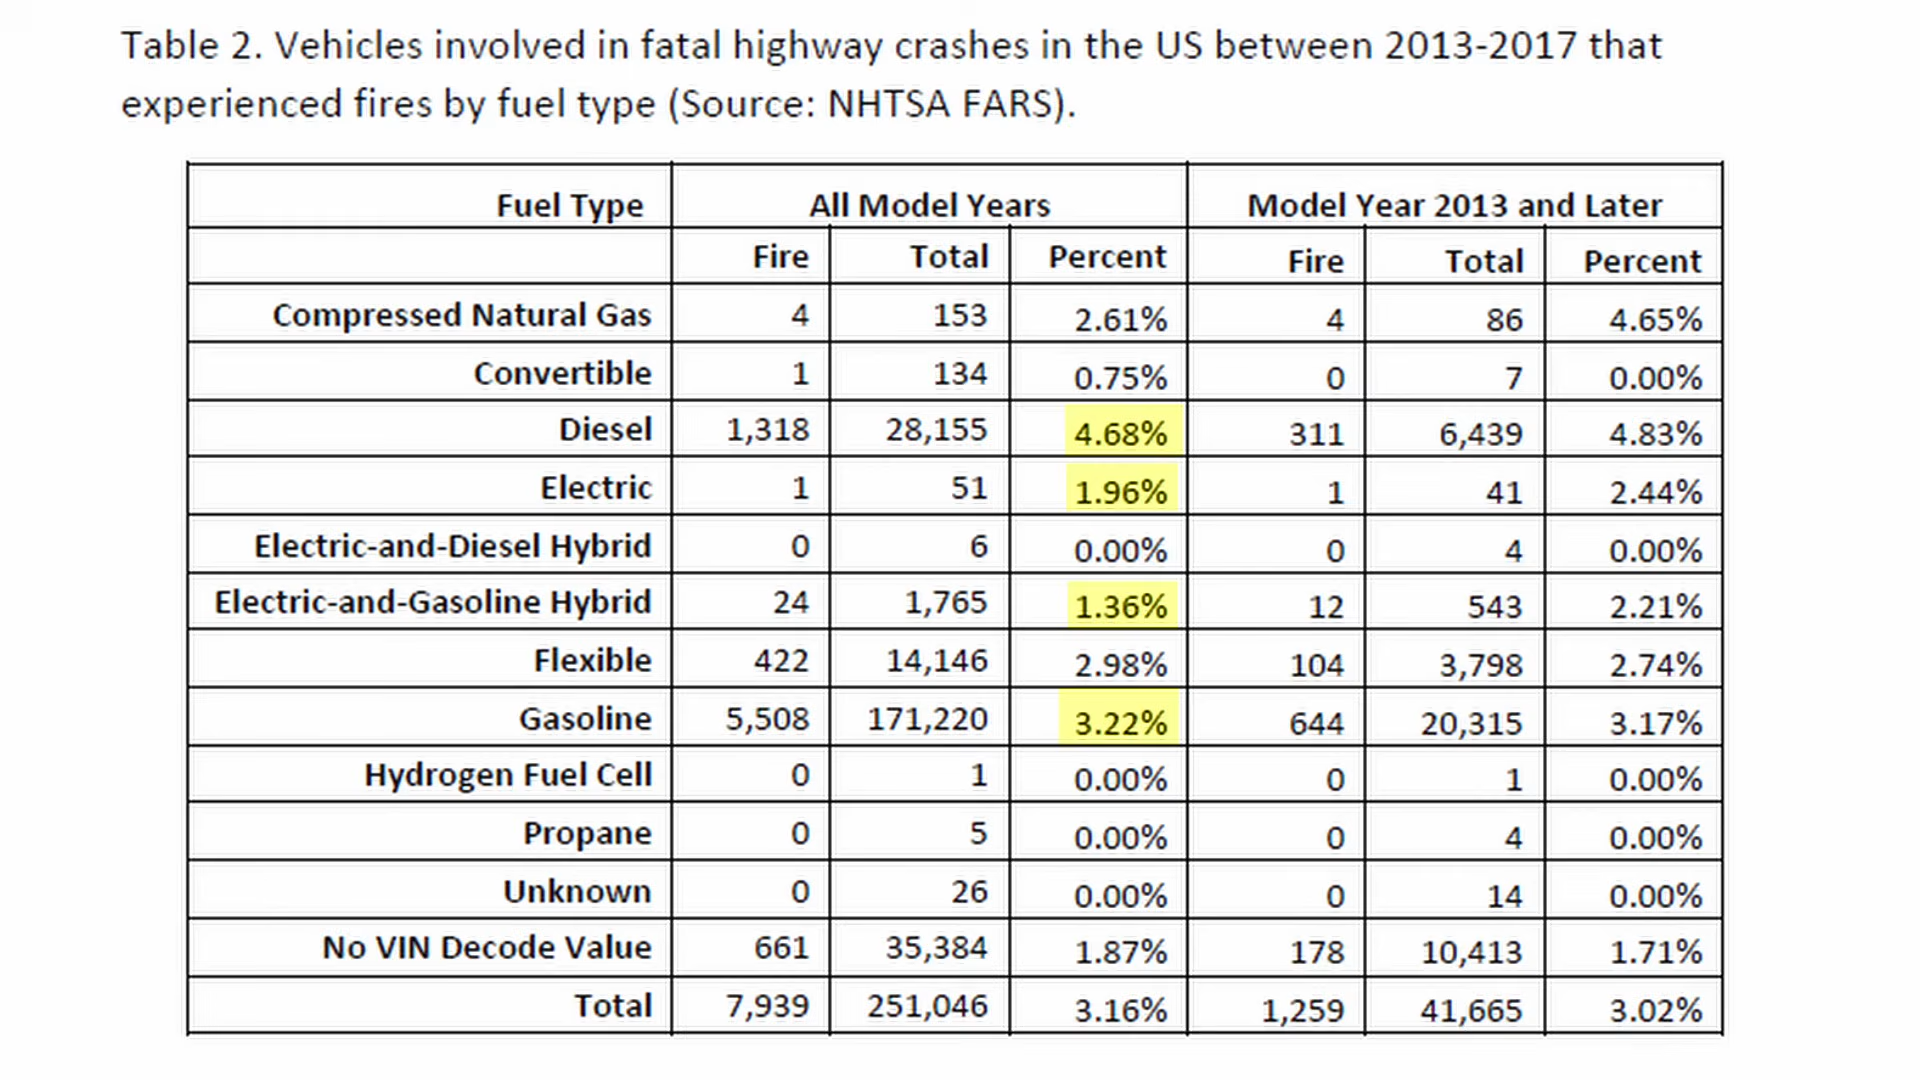 Table 2. Vehicles involved in fatal highway crashes in the US between 2013-2017 that
experienced fires by fuel type (Source: NHTSA FARS).
Fuel Type All Model Years Model Year 2013 and Later
Fire Total Percent Fire Total Percent
Compressed Natural Gas 4 153 2.61% 4 86 4.65%
Convertible 1 134 0.75% 0 7 0.00%
Diesel 1,318 28,155 4.68% 311 6,439 4.83%
Electric 1 51 1.96% 1 41 2.44%
Electric-and-Diesel Hybrid 0 6 0.00% 0 4 0.00%
Electric-and-Gasoline Hybrid 24 1,765 1.36% 12 543 2.21%
Flexible 422 14,146 2.98% 104 3,798 2.74%
Gasoline 5,508 171,220 3.22% 644 20,315 3.17%
Hydrogen Fuel Cell 0 1 0.00% 0 1 0.00%
Propane 0 5 0.00% 0 4 0.00%
Unknown 0 26 0.00% 0 14 0.00%
No VIN Decode Value 661 35,384 1.87% 178 10,413 1.71%
Total 7,939 251,046 3.16% 1,259 41,665 3.02%